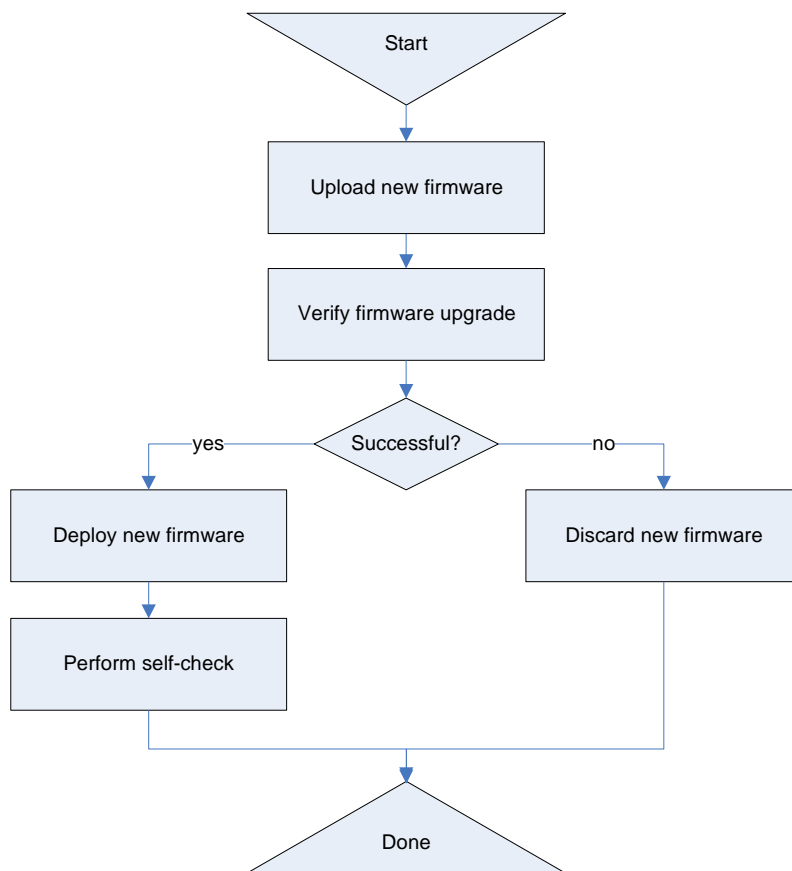 Start
Upload new firmware
Verify firmware upgrade
Successful?
yes
no
Deploy new firmware
Discard new firmware
Perform self-check
Done